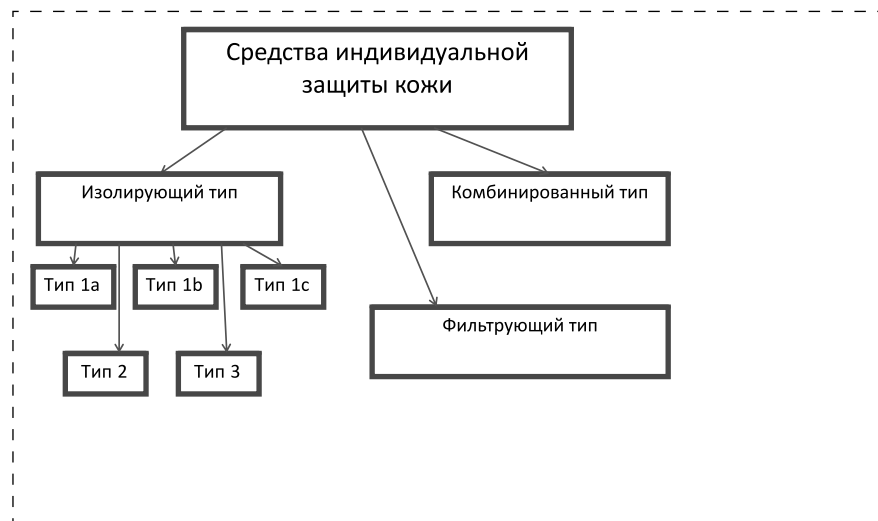 Средства индивидуальной
защиты кожи
Изолирующий тип
Комбинированный тип
Тип 1a
Тип 1b
Тип 1c
Фильтрующий тип
Тип 2
Тип 3